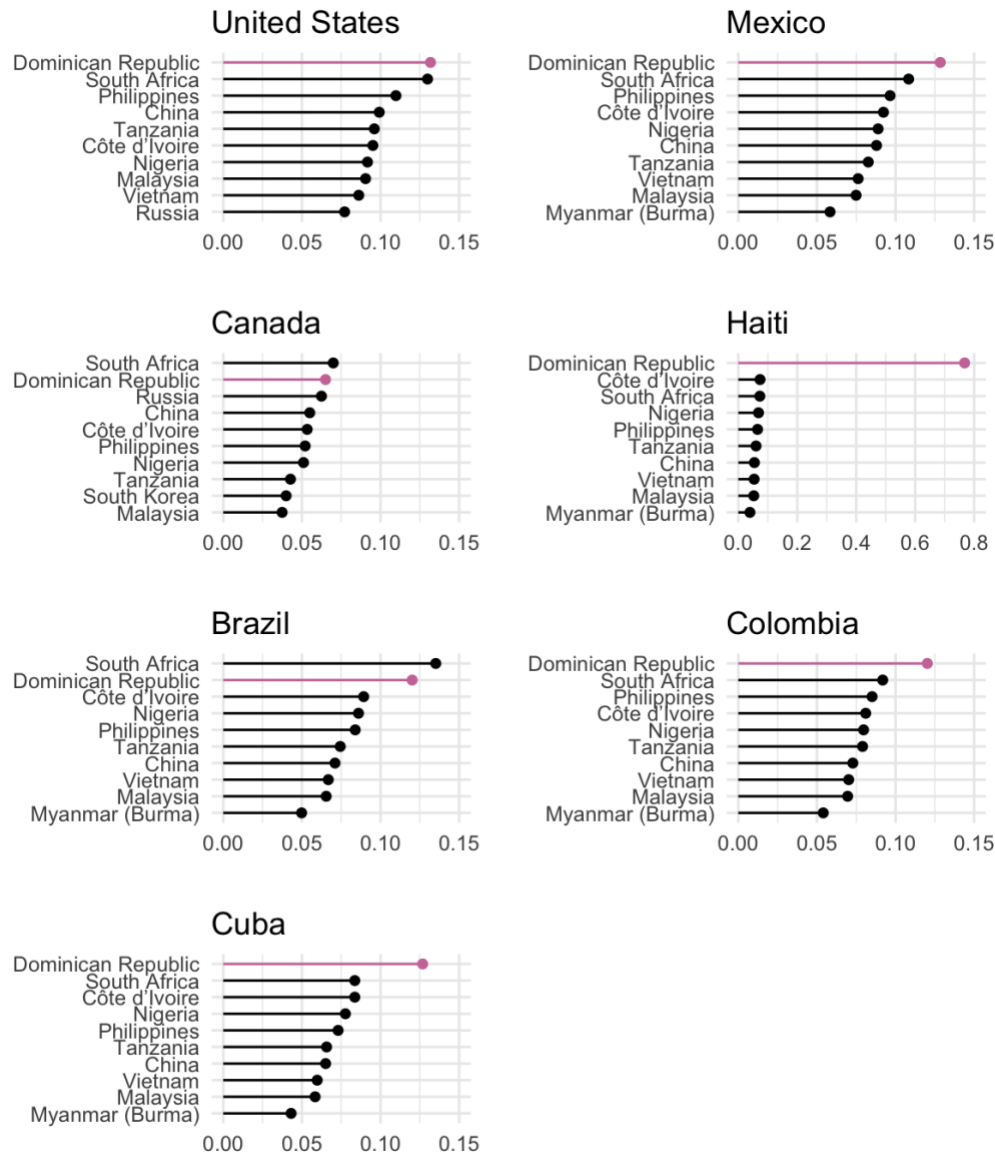 United States
Dominican Republic
South Africa
Philippines
China
Tanzania
Côte d'Ivoire
Nigeria
Malaysia
Vietnam
Russia
0.00 0.05 0.10 0.15
Mexico
Dominican Republic
South Africa
Philippines
Côte d'Ivoire
Nigeria
China
Tanzania
Vietnam
Malaysia
Myanmar (Burma)
0.00 0.05 0.10 0.15
Canada
South Africa
Dominican Republic
Russia
China
Côte d'Ivoire
Philippines
Nigeria
Tanzania
South Korea
Malaysia
0.00 0.05 0.10 0.15
Haiti
Dominican Republic
Côte d'Ivoire
South Africa
Nigeria
Philippines
Tanzania
China
Vietnam
Malaysia
Myanmar (Burma)
0.0 0.2 0.4 0.6 0.8
Brazil
South Africa
Dominican Republic
Côte d'Ivoire
Nigeria
Philippines
Tanzania
China
Vietnam
Malaysia
Myanmar (Burma)
0.00 0.05 0.10 0.15
Colombia
Dominican Republic
South Africa
Philippines
Côte d'Ivoire
Nigeria
Tanzania
China
Vietnam
Malaysia
Myanmar (Burma)
0.00 0.05 0.10 0.15
Cuba
Dominican Republic
South Africa
Côte d'Ivoire
Nigeria
Philippines
Tanzania
China
Vietnam
Malaysia
Myanmar (Burma)
0.00 0.05 0.10 0.15